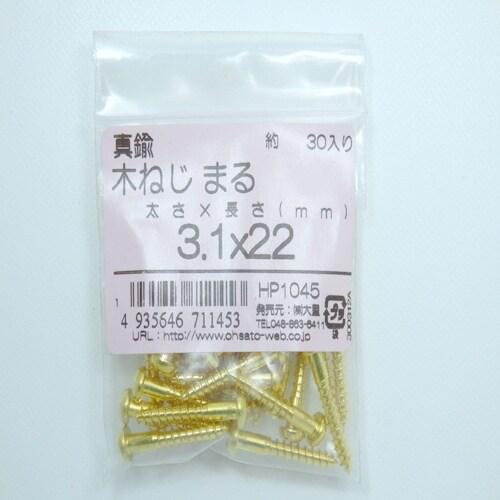 真鍮 約 30入り
木ねじ まる
太さ×長さ(mm)
3.1x22
HP1045
発売元：㈱大里
TEL048-863-6411
1 4 935646 711453
URL：http://www.ohsato-web.co.jp
袋